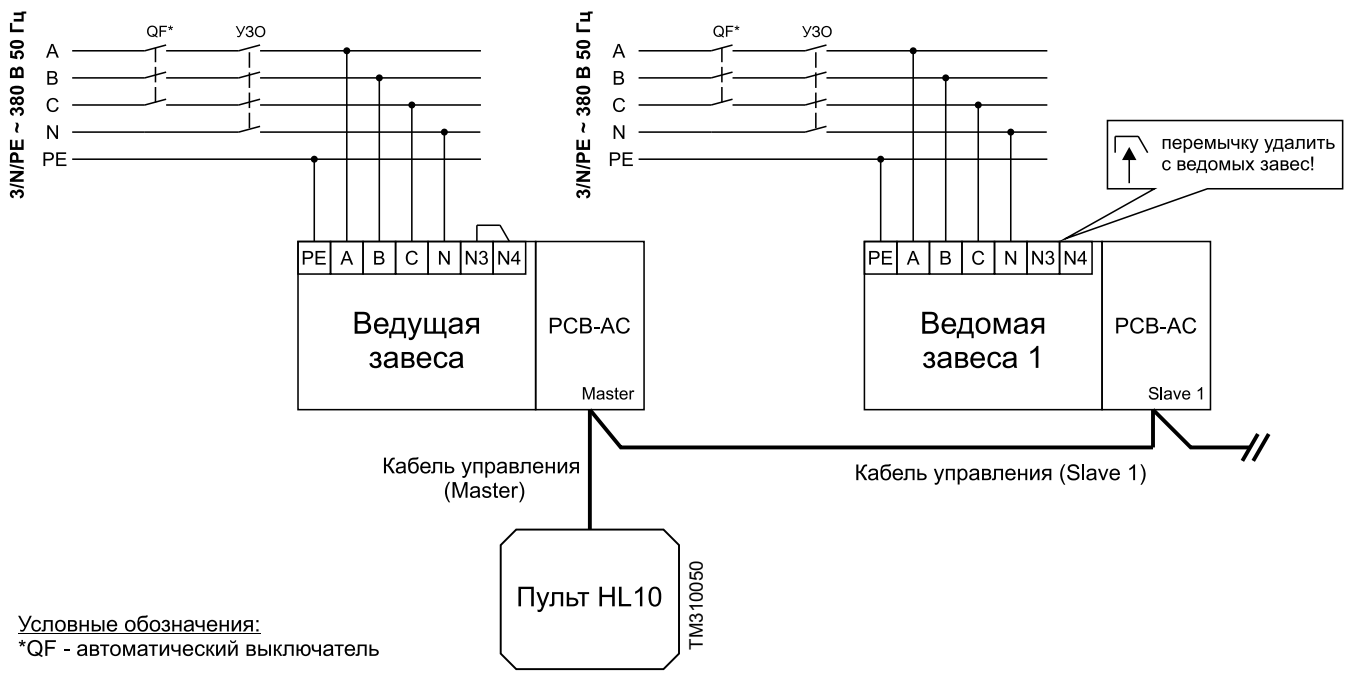 3/N/PE ~ 380 В 50 Гц
QF*
УЗО
A
B
C
N
PE
3/N/PE ~ 380 В 50 Гц
QF*
УЗО
A
B
C
N
PE
перемычку удалить
с ведомых завес!
PE A B C N N3 N4
Ведущая
завеса
PCB-AC
Master
PE A B C N N3 N4
Ведомая
завеса 1
PCB-AC
Slave 1
Кабель управления
(Master)
Кабель управления (Slave 1)
Пульт HL10
TM310050
Условные обозначения:
*QF - автоматический выключатель